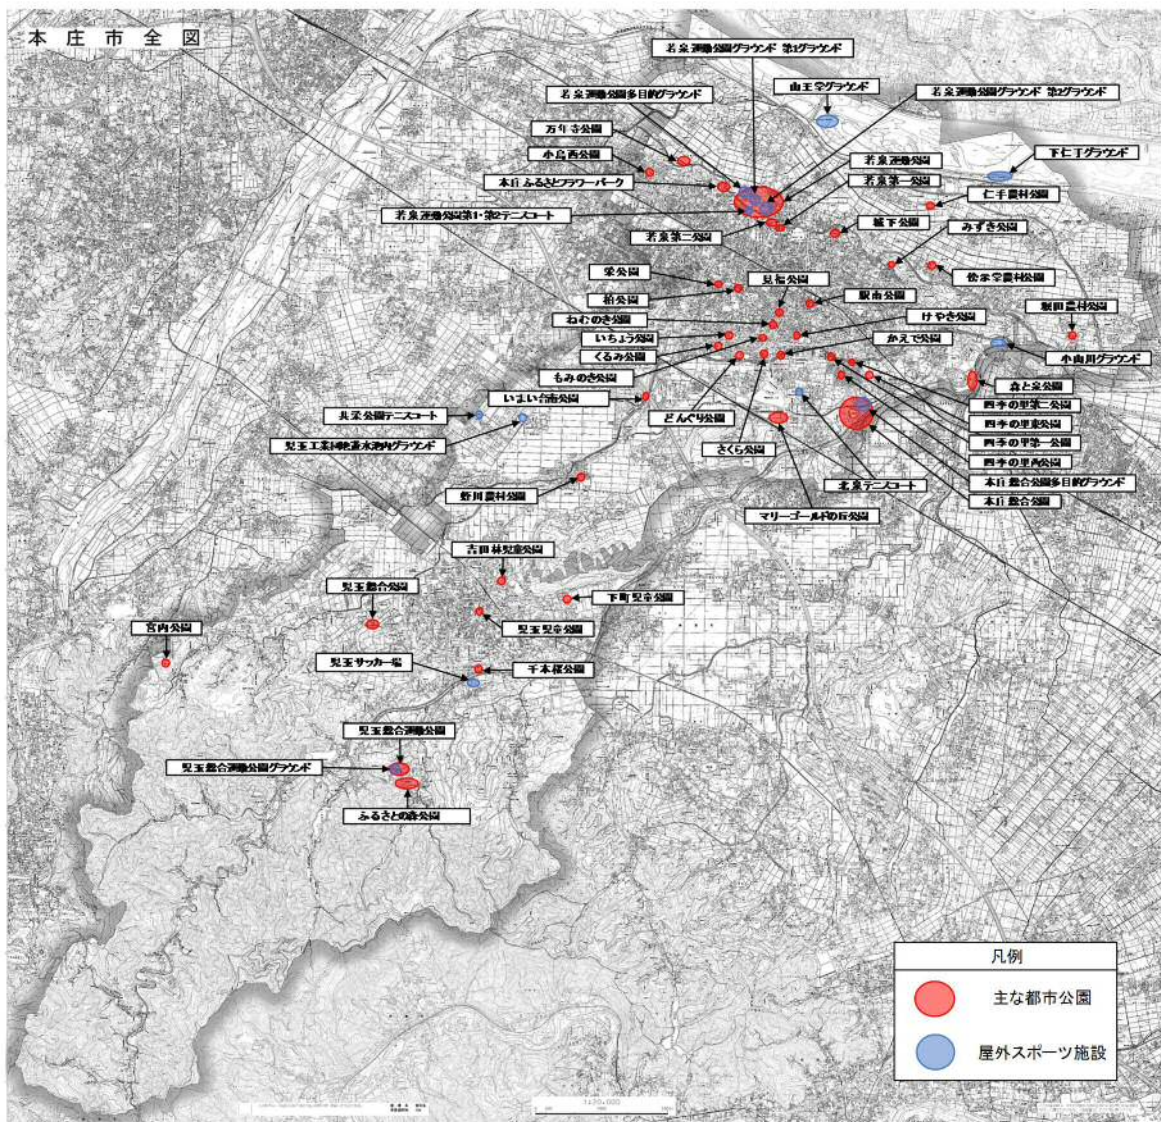 本庄市全図
若泉運動公園グラウンド 第1グラウンド
若泉運動公園多目的グラウンド
山王堂グラウンド
若泉運動公園グラウンド 第2グラウンド
万年寺公園
小島西公園
若泉運動公園
下仁手グラウンド
本庄ふるさとフラワーパーク
若泉第一公園
仁手農村公園
若泉運動公園第1・第2テニスコート
若泉第二公園
城下公園
みずき公園
栄公園
見福公園
傍示堂農村公園
柏公園
駅南公園
堀田農村公園
ねむのき公園
けやき公園
いちょう公園
かえで公園
くるみ公園
小山川グラウンド
もみのき公園
森と泉公園
いまい台南公園
四季の里第二公園
共栄公園テニスコート
どんぐり公園
四季の里東公園
児玉工業団地調整池内グラウンド
さくら公園
四季の里第一公園
四季の里西公園
蛭川農村公園
北泉テニスコート
本庄総合公園多目的グラウンド
マリーゴールドの丘公園
本庄総合公園
吉田林児童公園
児玉総合公園
下町児童公園
宮内公園
児玉児童公園
児玉サッカー場
千本桜公園
児玉総合運動公園
児玉総合運動公園グラウンド
ふるさとの森公園
凡例
主な都市公園
屋外スポーツ施設